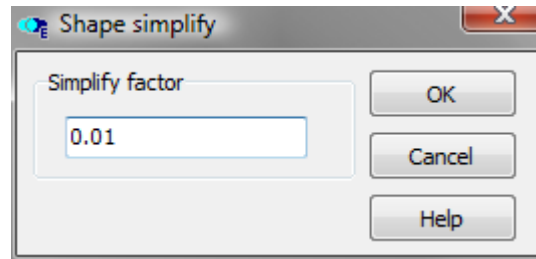 Shape simplify
Simplify factor
0.01
OK
Cancel
Help